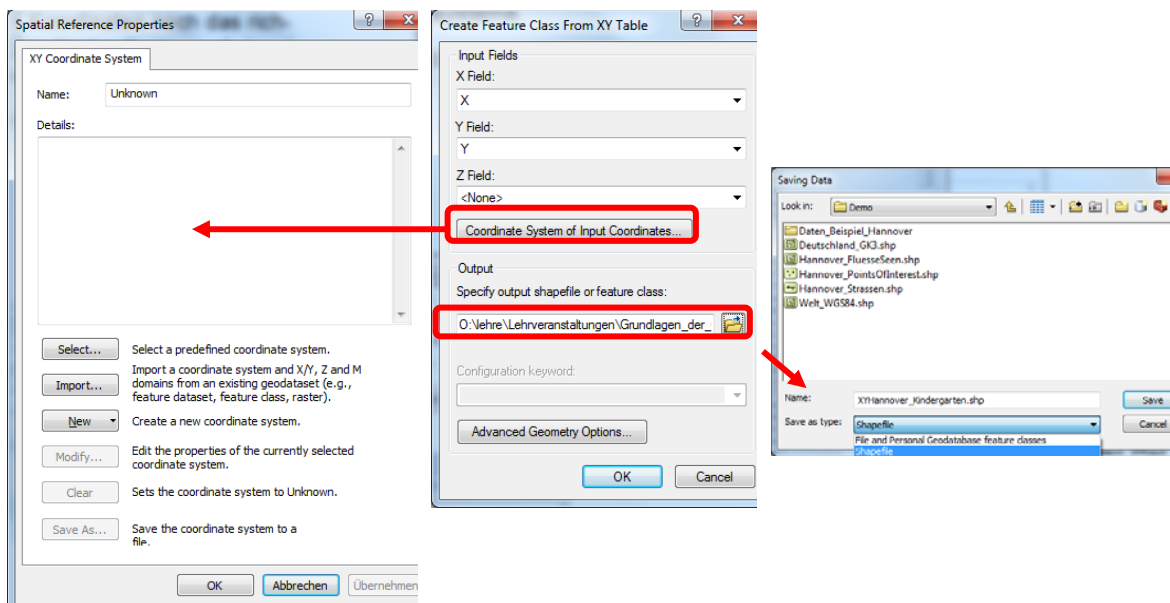 Spatial Reference Properties
XY Coordinate System
Name:
Unknown
Details:
Select...
Select a predefined coordinate system.
Import...
Import a coordinate system and X/Y, Z and M
domains from an existing geodataset (e.g.,
feature dataset, feature class, raster).
New
Create a new coordinate system.
Modify...
Edit the properties of the currently selected
coordinate system.
Clear
Sets the coordinate system to Unknown.
Save As...
Save the coordinate system to a
file.
OK
Abbrechen
Übernehmen
Create Feature Class From XY Table
Input Fields
X Field:
X
Y Field:
Y
Z Field:
<None>
Coordinate System of Input Coordinates...
Output
Specify output shapefile or feature class:
O:\lehre\Lehrveranstaltungen\Grundlagen_der_
Configuration keyword:
Advanced Geometry Options...
OK
Cancel
Saving Data
Look in:
Demo
Daten_Beispiel_Hannover
Deutschland_GK3.shp
Hannover_FluesseSeen.shp
Hannover_PointsOfInterest.shp
Hannover_Strassen.shp
Welt_WGS84.shp
Name:
XYHannover_Kindergarten.shp
Save
Save as type:
Shapefile
Cancel
File and Personal Geodatabase feature classes
Shapefile